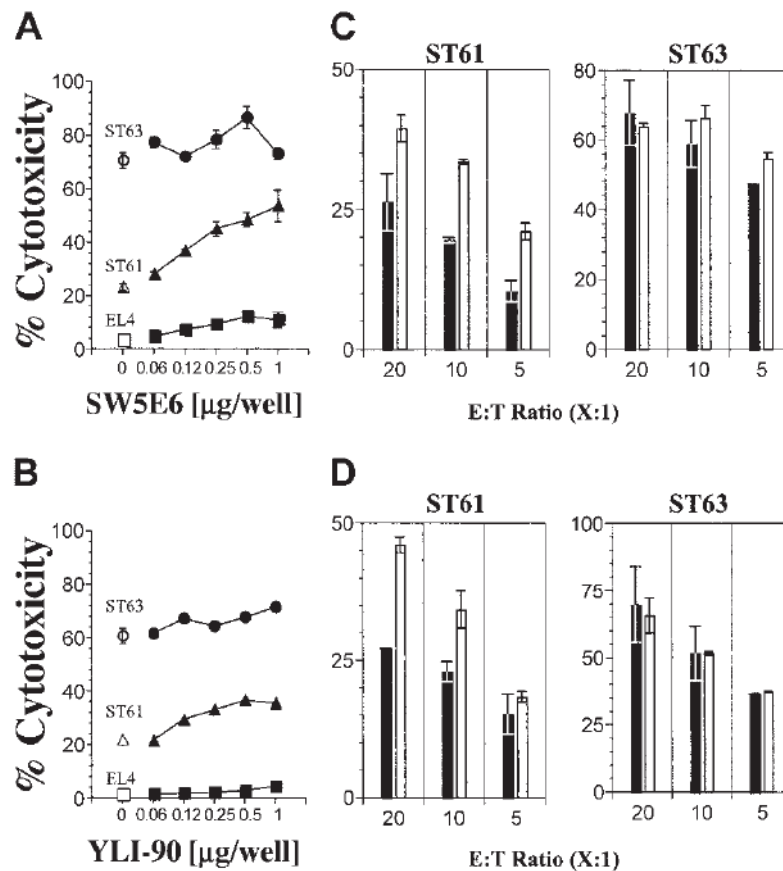 A
% Cytotoxicity
100
80
60
40
20
0
ST63
ST61
EL4
0 0.06 0.12 0.25 0.5 1
SW5E6 [µg/well]
C
ST61
50
25
0
20 10 5
ST63
80
60
40
20
0
20 10 5
E:T Ratio (X:1)
B
% Cytotoxicity
100
80
60
40
20
0
ST63
ST61
EL4
0 0.06 0.12 0.25 0.5 1
YLI-90 [µg/well]
D
ST61
50
25
0
20 10 5
ST63
100
75
50
25
0
20 10 5
E:T Ratio (X:1)